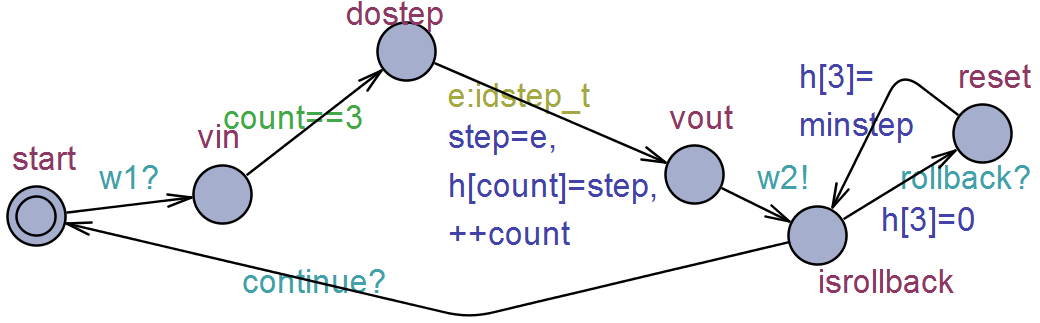 dostep
h[3]=
reset
e:idstep_t
count==3
vin
step=e,
vout
minstep
start
w1?
h[count]=step,
w2!
rollback?
++count
h[3]=0
continue?
isrollback